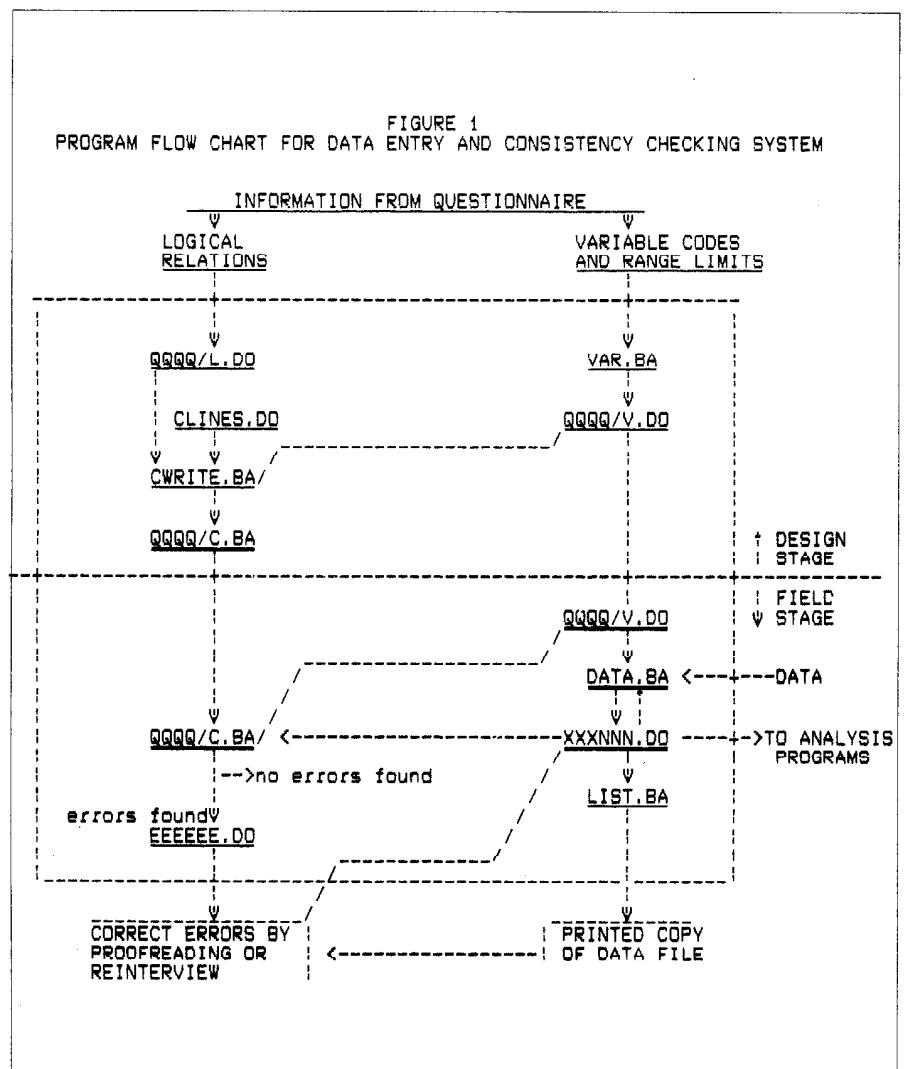 FIGURE 1
PROGRAM FLOW CHART FOR DATA ENTRY AND CONSISTENCY CHECKING SYSTEM
INFORMATION FROM QUESTIONNAIRE
LOGICAL
RELATIONS
VARIABLE CODES
AND RANGE LIMITS
QQQQ/L.DO
VAR.BA
CLINES.DO
QQQQ/V.DO
CWRITE.BA
QQQQ/C.BA
DESIGN
STAGE
FIELD
STAGE
QQQQ/V.DO
DATA.BA
DATA
QQQQ/C.BA
XXXNNN.DO
TO ANALYSIS
PROGRAMS
no errors found
LIST.BA
errors found
EEEEEE.DO
CORRECT ERRORS BY
PROOFREADING OR
REINTERVIEW
PRINTED COPY
OF DATA FILE